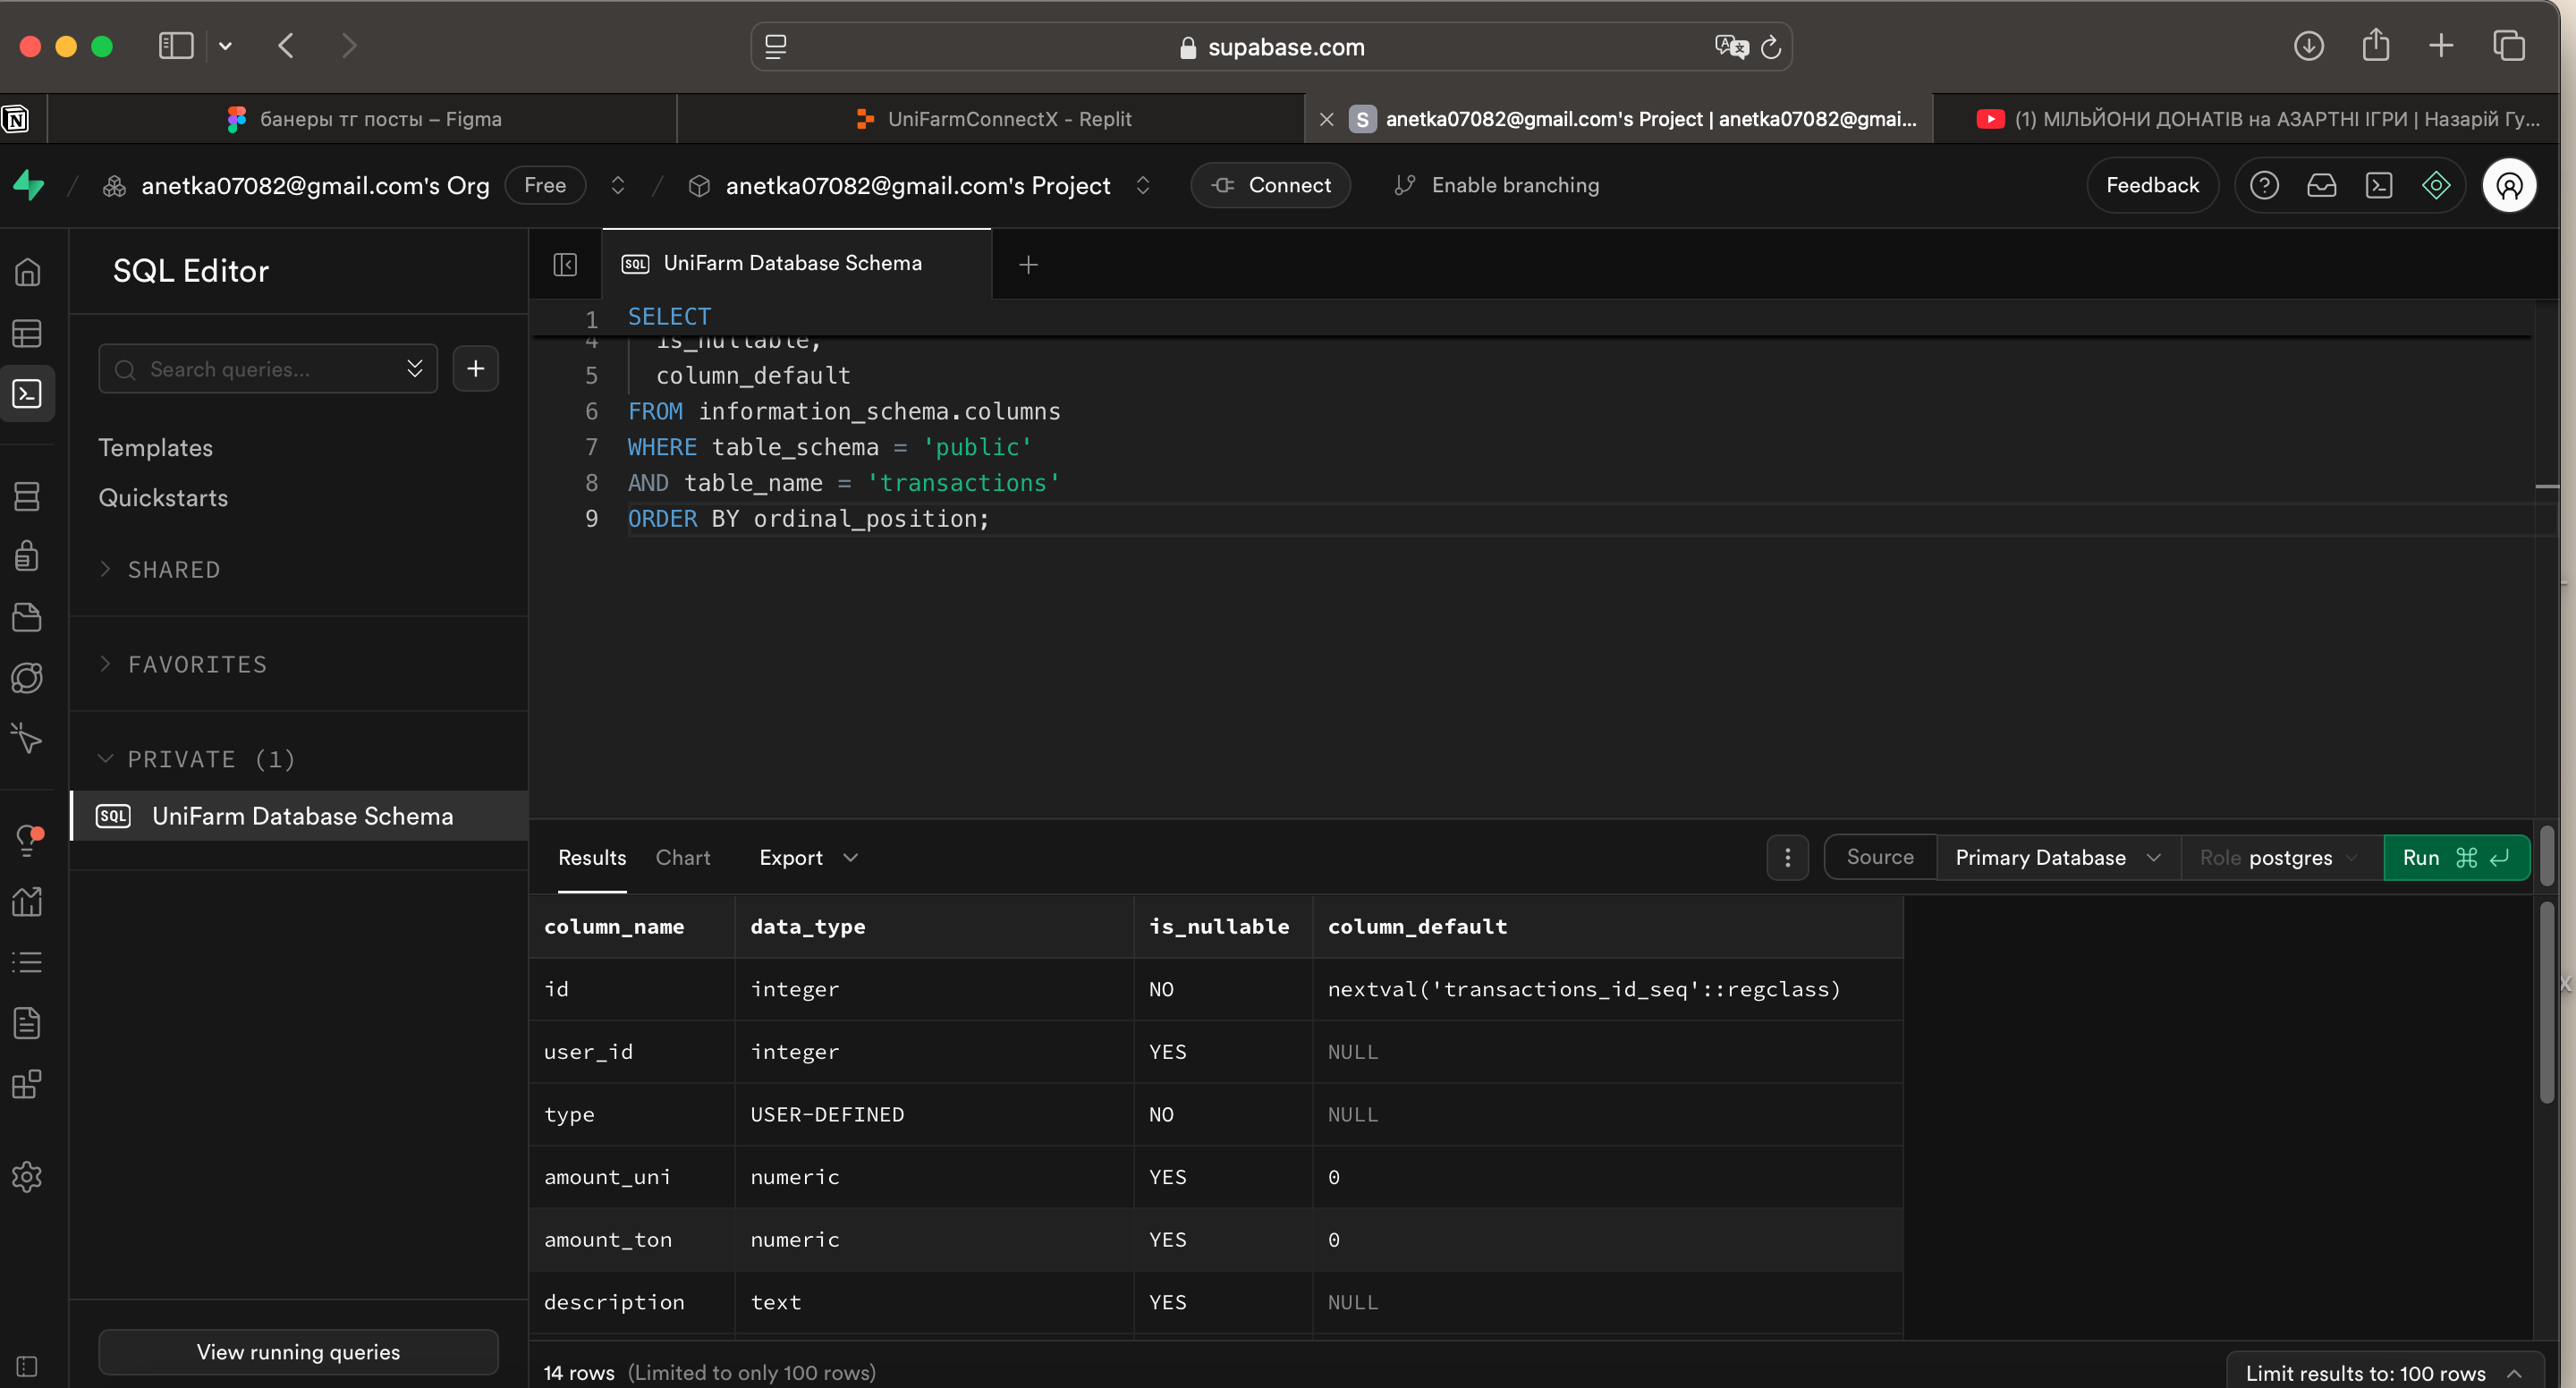 supabase.com
банеры тг посты – Figma
UniFarmConnectX - Replit
S anetka07082@gmail.com's Project | anetka07082@gmai...
(1) МІЛЬЙОНИ ДОНАТІВ на АЗАРТНІ ІГРИ | Назарій Гу...
anetka07082@gmail.com's Org
Free
anetka07082@gmail.com's Project
Connect
Enable branching
Feedback
SQL Editor
Search queries...
Templates
Quickstarts
SHARED
FAVORITES
PRIVATE (1)
SQL UniFarm Database Schema
View running queries
SQL UniFarm Database Schema
1 SELECT
4 is_nullable,
5 column_default
6 FROM information_schema.columns
7 WHERE table_schema = 'public'
8 AND table_name = 'transactions'
9 ORDER BY ordinal_position;
Results Chart Export
Source Primary Database Role postgres Run ⌘ ↵
column_name data_type is_nullable column_default
id integer NO nextval('transactions_id_seq'::regclass)
user_id integer YES NULL
type USER-DEFINED NO NULL
amount_uni numeric YES 0
amount_ton numeric YES 0
description text YES NULL
14 rows (Limited to only 100 rows)
Limit results to: 100 rows